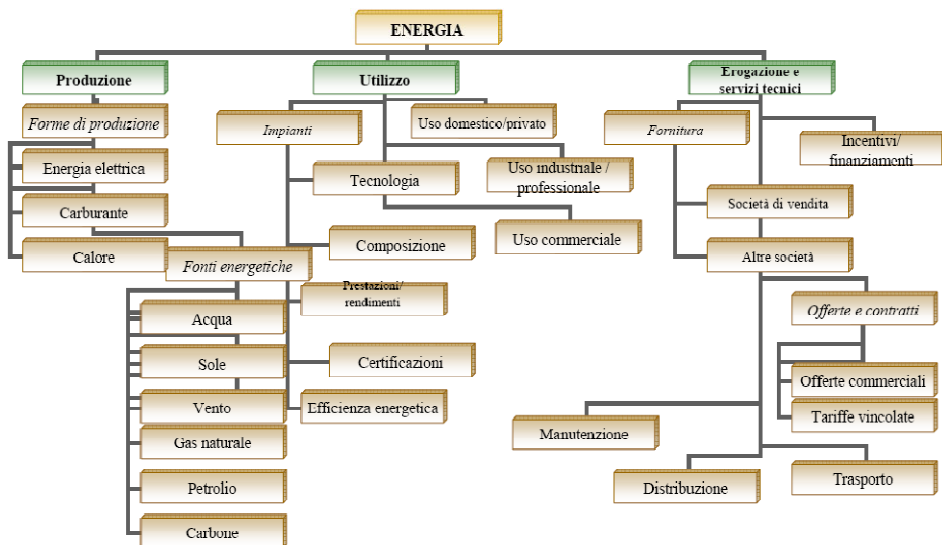 ENERGIA
Produzione
Forme di produzione
Energia elettrica
Carburante
Calore
Fonti energetiche
Acqua
Sole
Vento
Gas naturale
Petrolio
Carbone
Utilizzo
Impianti
Tecnologia
Composizione
Prestazioni/
rendimenti
Certificazioni
Efficienza energetica
Uso domestico/privato
Uso industriale /
professionale
Uso commerciale
Erogazione e
servizi tecnici
Fornitura
Società di vendita
Altre società
Incentivi/
finanziamenti
Offerte e contratti
Offerte commerciali
Tariffe vincolate
Manutenzione
Distribuzione
Trasporto